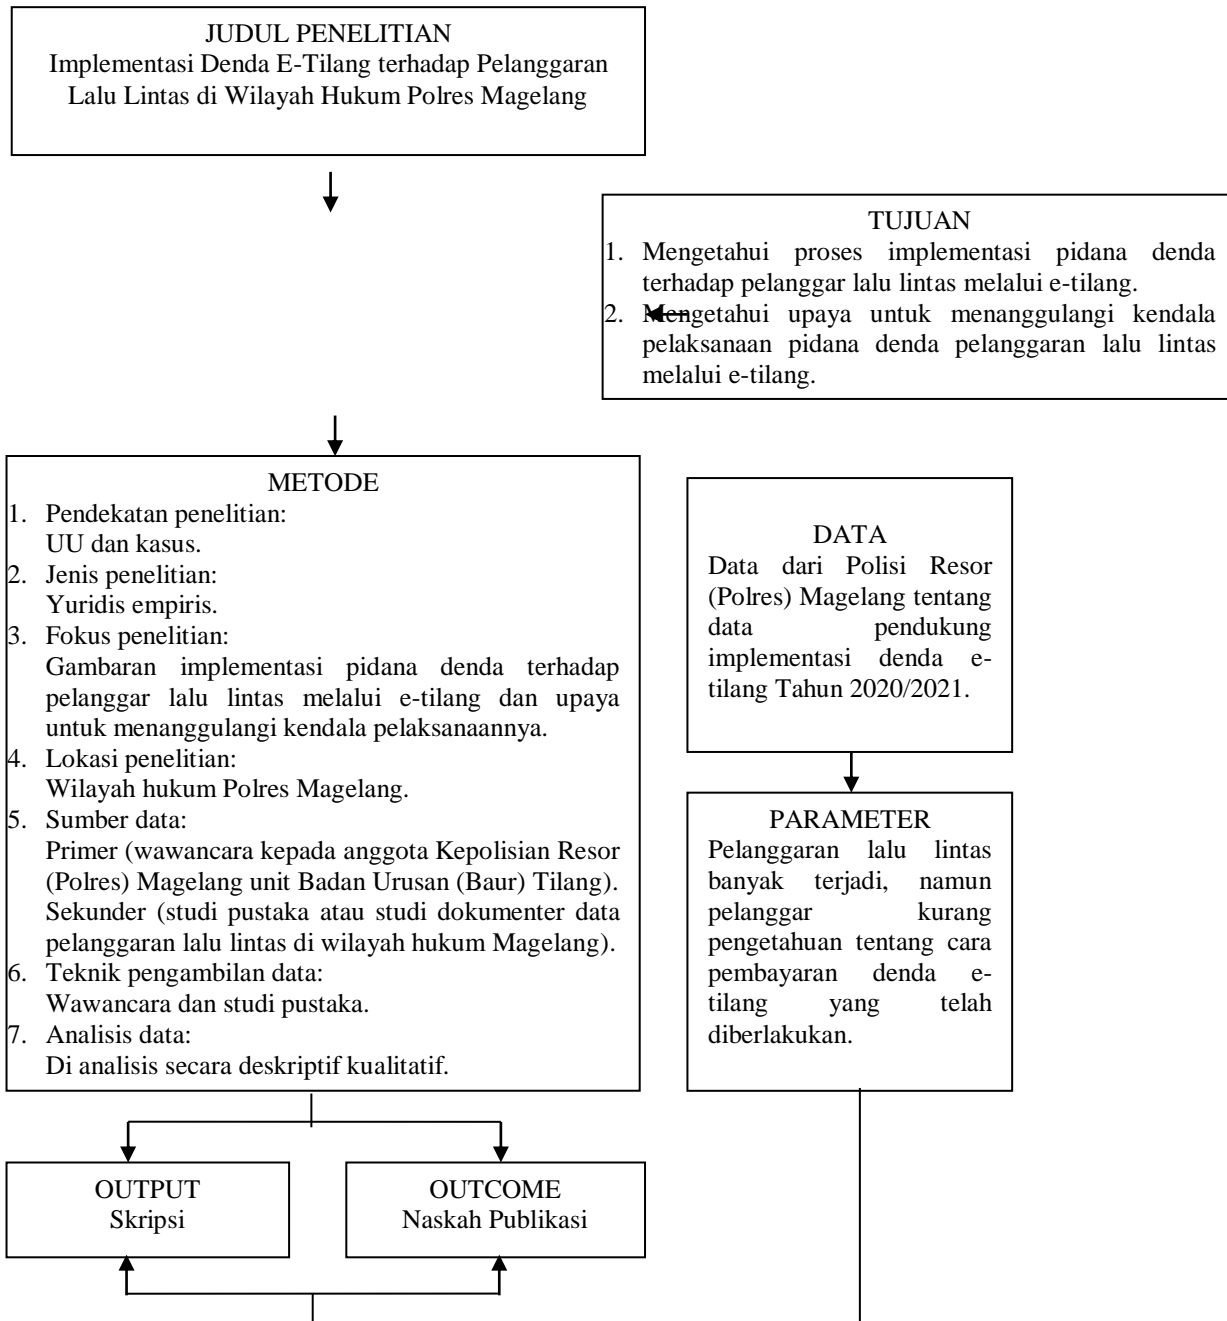 JUDUL PENELITIAN
Implementasi Denda E-Tilang terhadap Pelanggaran
Lalu Lintas di Wilayah Hukum Polres Magelang
TUJUAN
1. Mengetahui proses implementasi pidana denda
terhadap pelanggar lalu lintas melalui e-tilang.
2. Mengetahui upaya untuk menanggulangi kendala
pelaksanaan pidana denda pelanggaran lalu lintas
melalui e-tilang.
METODE
1. Pendekatan penelitian:
UU dan kasus.
2. Jenis penelitian:
Yuridis empiris.
3. Fokus penelitian:
Gambaran implementasi pidana denda terhadap
pelanggar lalu lintas melalui e-tilang dan upaya
untuk menanggulangi kendala pelaksanaannya.
4. Lokasi penelitian:
Wilayah hukum Polres Magelang.
5. Sumber data:
Primer (wawancara kepada anggota Kepolisian Resor
(Polres) Magelang unit Badan Urusan (Baur) Tilang).
Sekunder (studi pustaka atau studi dokumenter data
pelanggaran lalu lintas di wilayah hukum Magelang).
6. Teknik pengambilan data:
Wawancara dan studi pustaka.
7. Analisis data:
Di analisis secara deskriptif kualitatif.
DATA
Data dari Polisi Resor
(Polres) Magelang tentang
data pendukung
implementasi denda e-
tilang Tahun 2020/2021.
PARAMETER
Pelanggaran lalu lintas
banyak terjadi, namun
pelanggar kurang
pengetahuan tentang cara
pembayaran denda e-
tilang yang telah
diberlakukan.
OUTPUT
Skripsi
OUTCOME
Naskah Publikasi